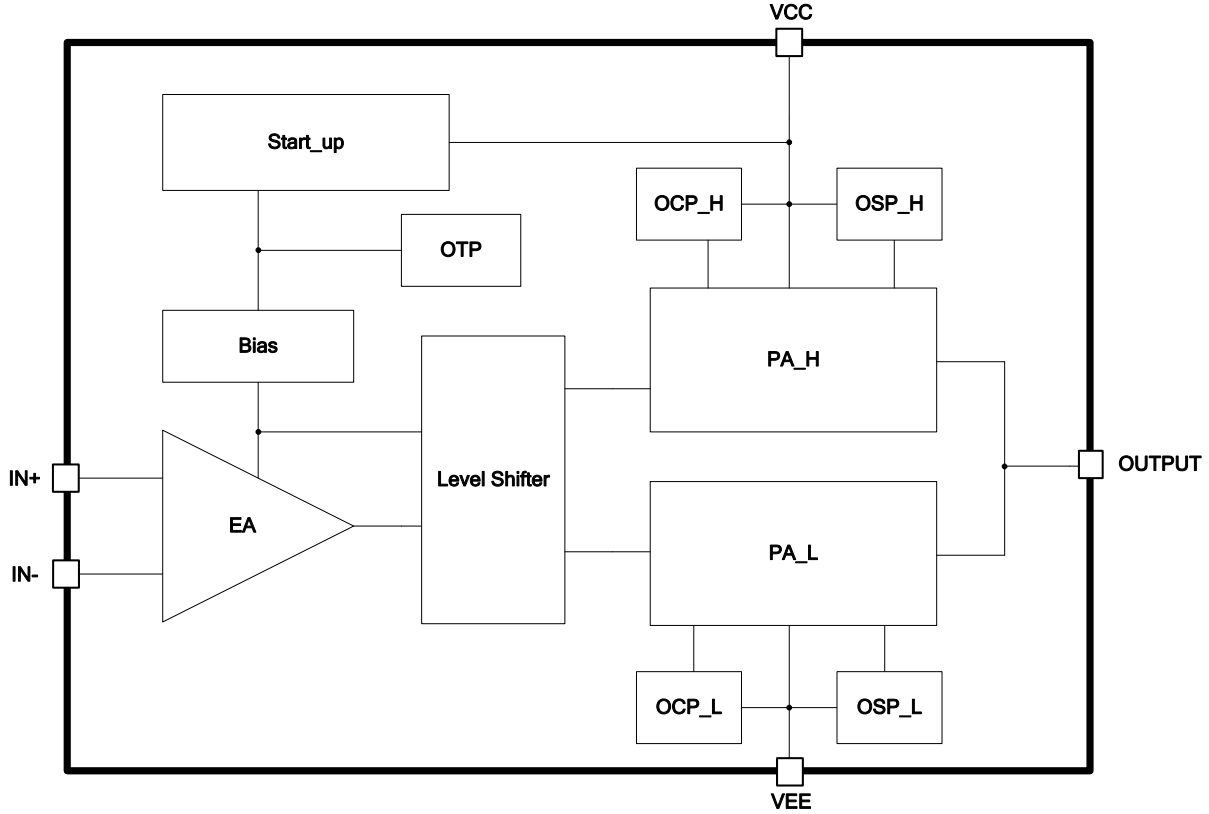 VCC
Start_up
OCP_H
OSP_H
OTP
Bias
PA_H
IN+
Level Shifter
OUTPUT
EA
PA_L
IN-
OCP_L
OSP_L
VEE